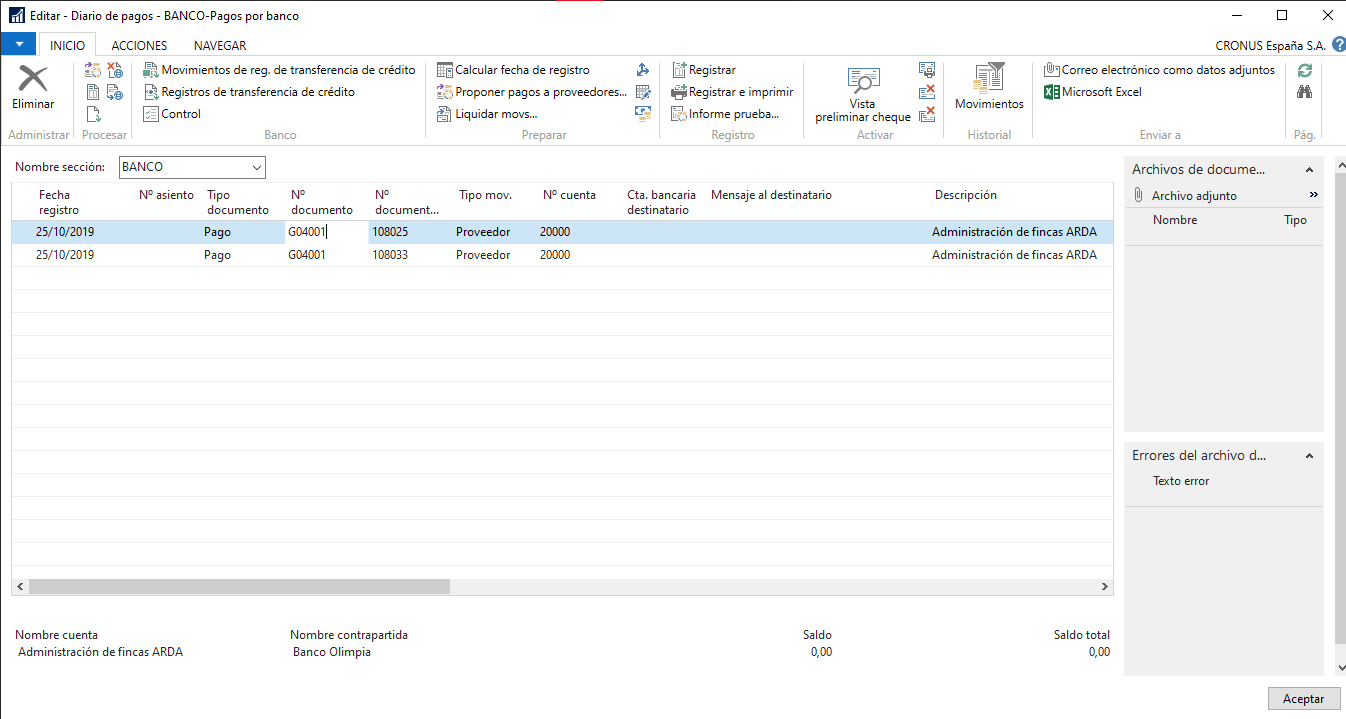 Editar - Diario de pagos - BANCO-Pagos por banco
INICIO ACCIONES NAVEGAR
CRONUS España S.A.
Eliminar
Administrar
Procesar
Movimientos de reg. de transferencia de crédito
Registros de transferencia de crédito
Control
Banco
Calcular fecha de registro
Proponer pagos a proveedores...
Liquidar movs...
Preparar
Registrar
Registrar e imprimir
Informe prueba...
Registro
Vista
preliminar cheque
Activar
Movimientos
Historial
Correo electrónico como datos adjuntos
Microsoft Excel
Enviar a
Pág.
Nombre sección: BANCO
Fecha registro Nº asiento Tipo documento Nº documento Nº document... Tipo mov. Nº cuenta Cta. bancaria destinatario Mensaje al destinatario Descripción
25/10/2019 Pago G04001 108025 Proveedor 20000 Administración de fincas ARDA
25/10/2019 Pago G04001 108033 Proveedor 20000 Administración de fincas ARDA
Archivos de docume...
Archivo adjunto
Nombre Tipo
Errores del archivo d...
Texto error
Nombre cuenta Nombre contrapartida Saldo Saldo total
Administración de fincas ARDA Banco Olimpia 0,00 0,00
Aceptar